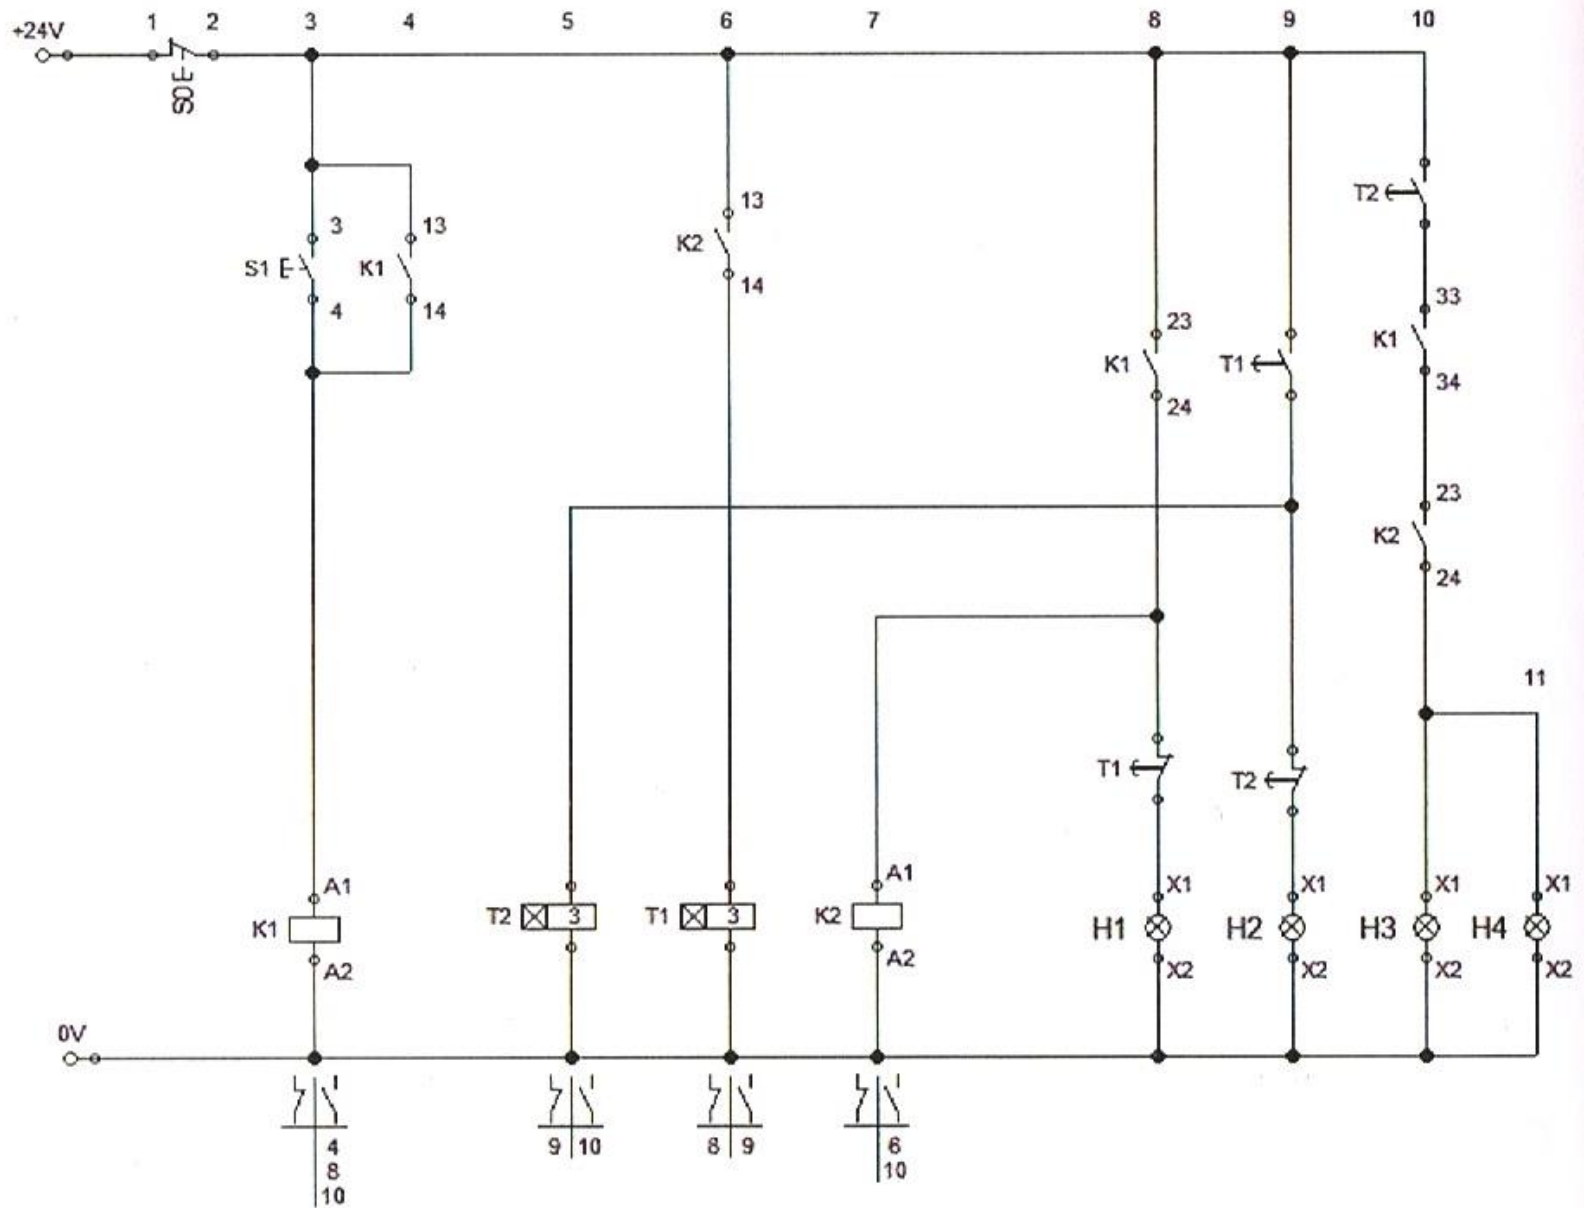 +24V 1 2 3 4 5 6 7 8 9 10
S0
T2
13
3 13 K2
S1 K1 14
4 14 33
23 K1
K1 T1 34
24
23
K2
24
11
T1 T2
A1 A1 X1 X1 X1 X1
K1 T2 3 T1 3 K2 H1 H2 H3 H4
A2 A2 X2 X2 X2 X2
0V
4 9 10 8 9 6
8 10
10